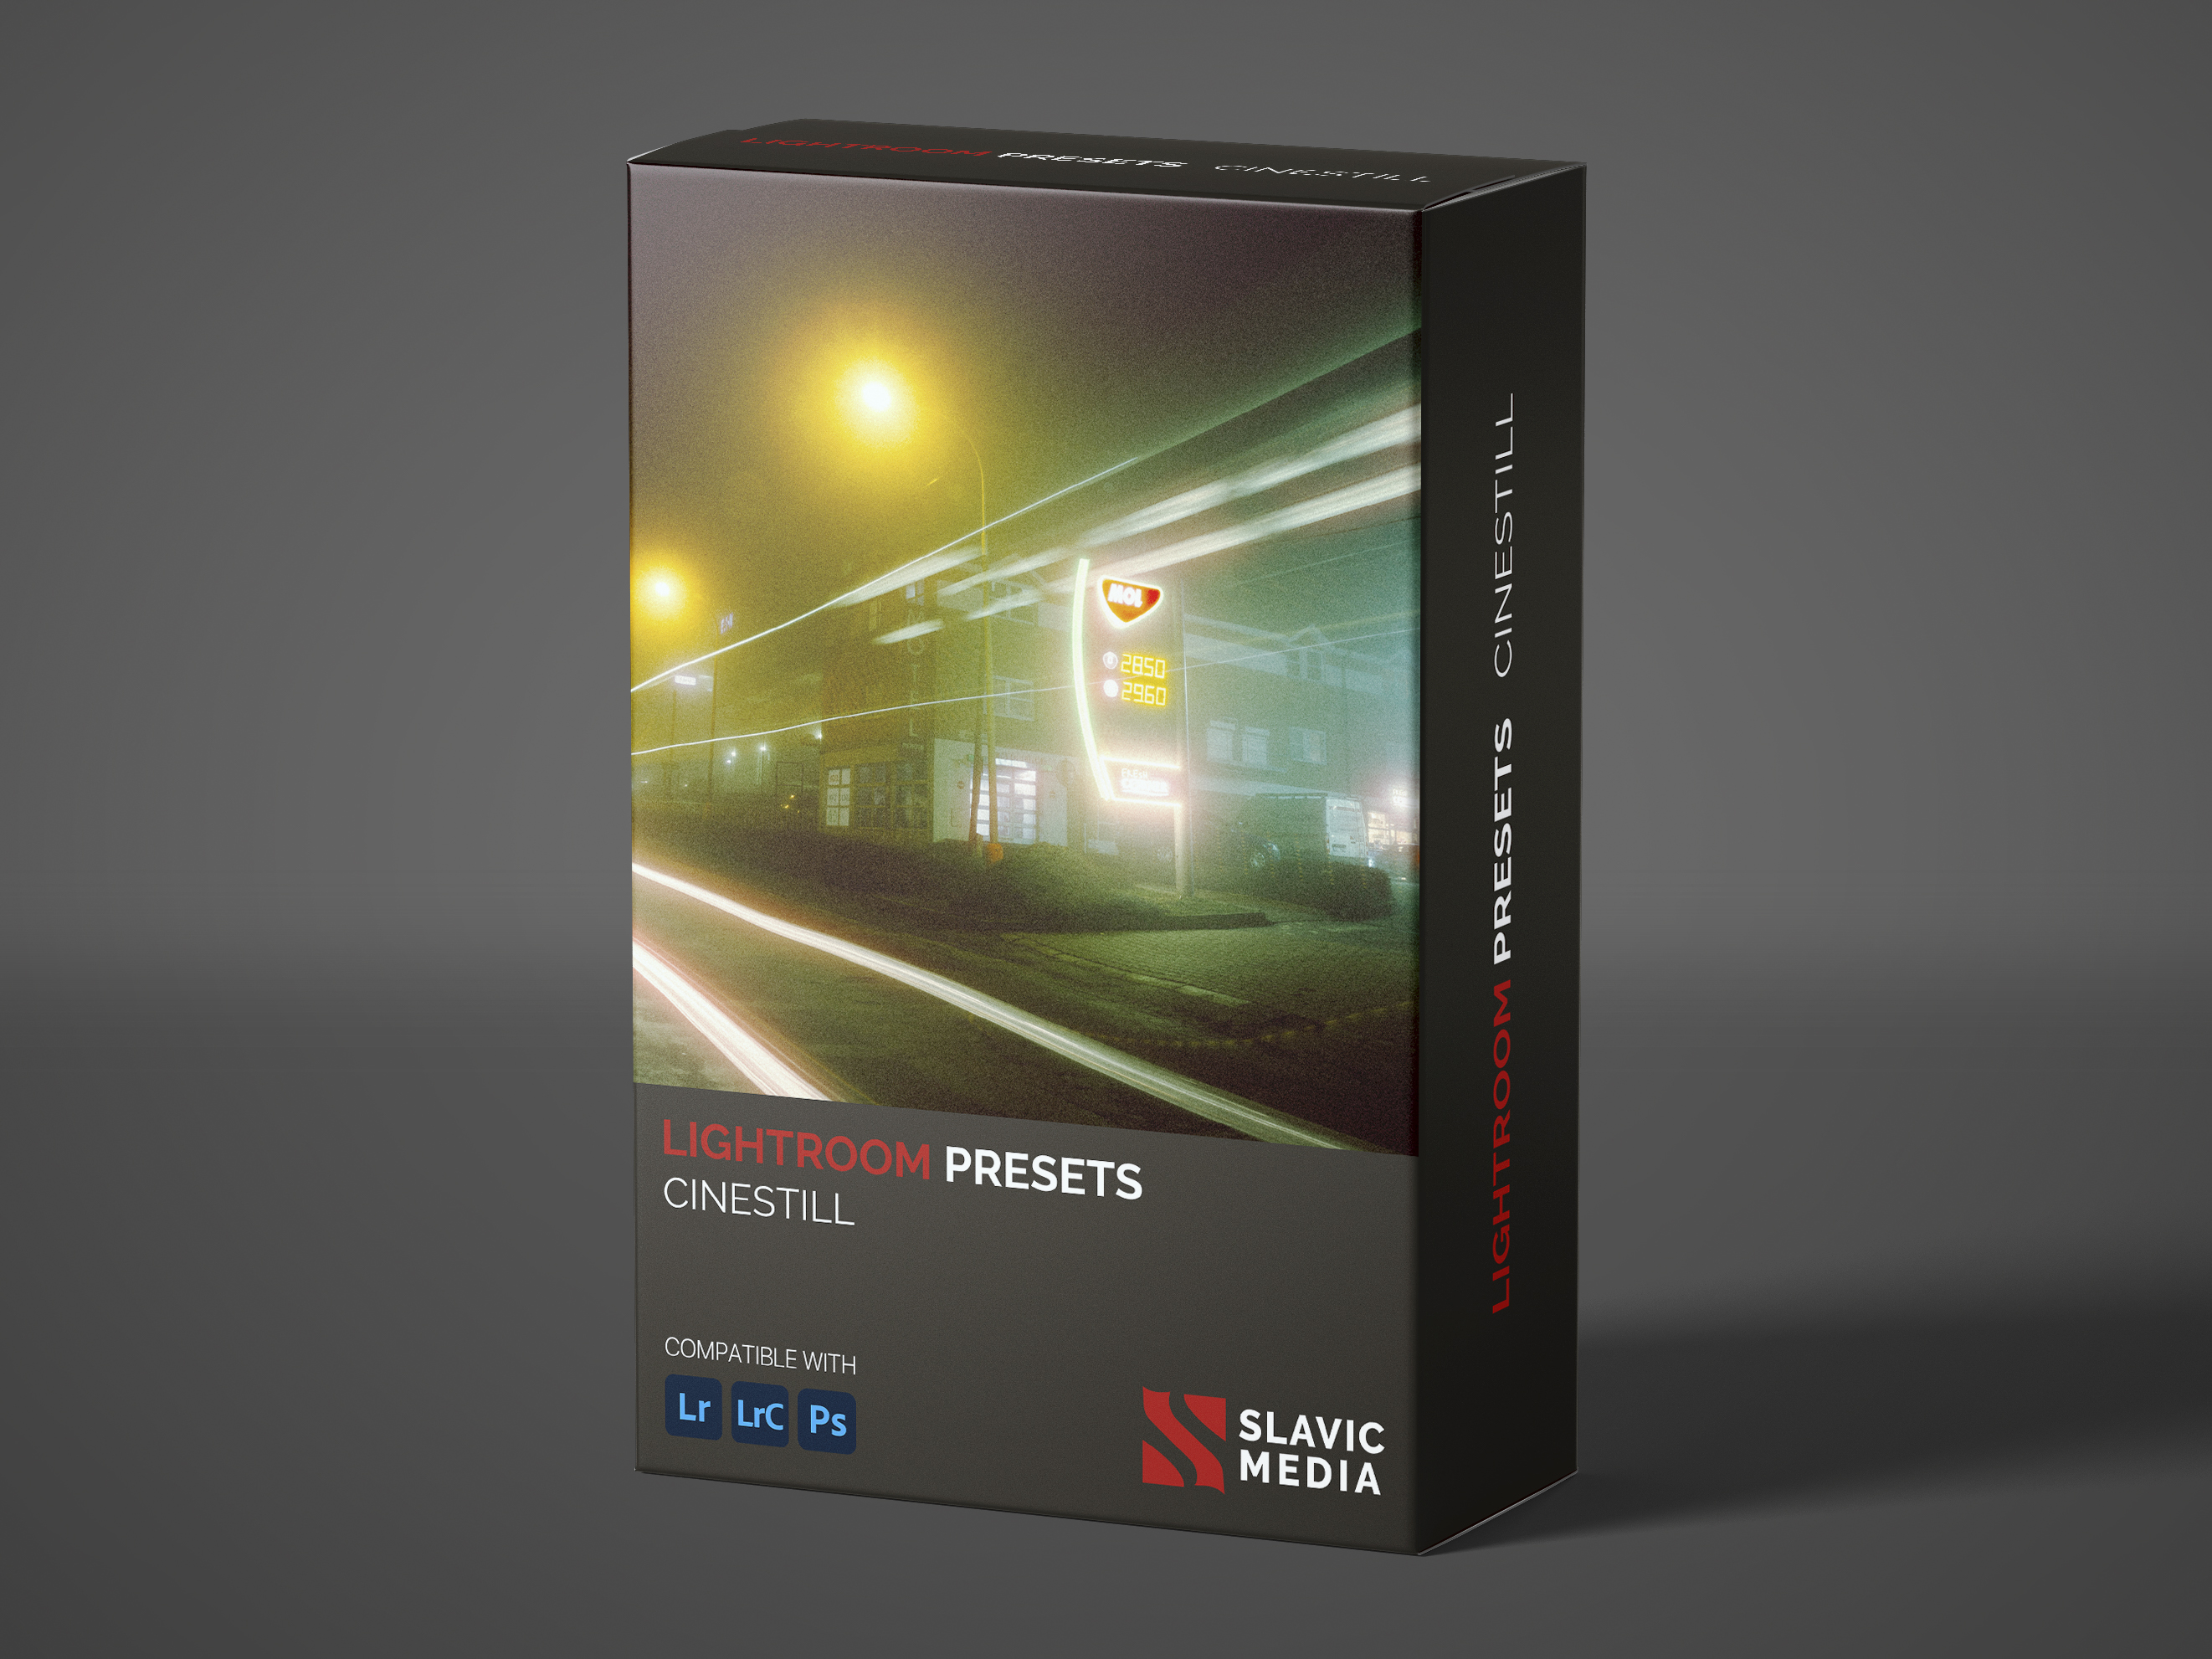 LIGHTROOM PRESETS CINESTILL
MOL
2850
2960
MOTEL
LIGHTROOM PRESETS
CINESTILL
COMPATIBLE WITH
Lr LrC Ps
SLAVIC
MEDIA
LIGHTROOM PRESETS CINESTILL